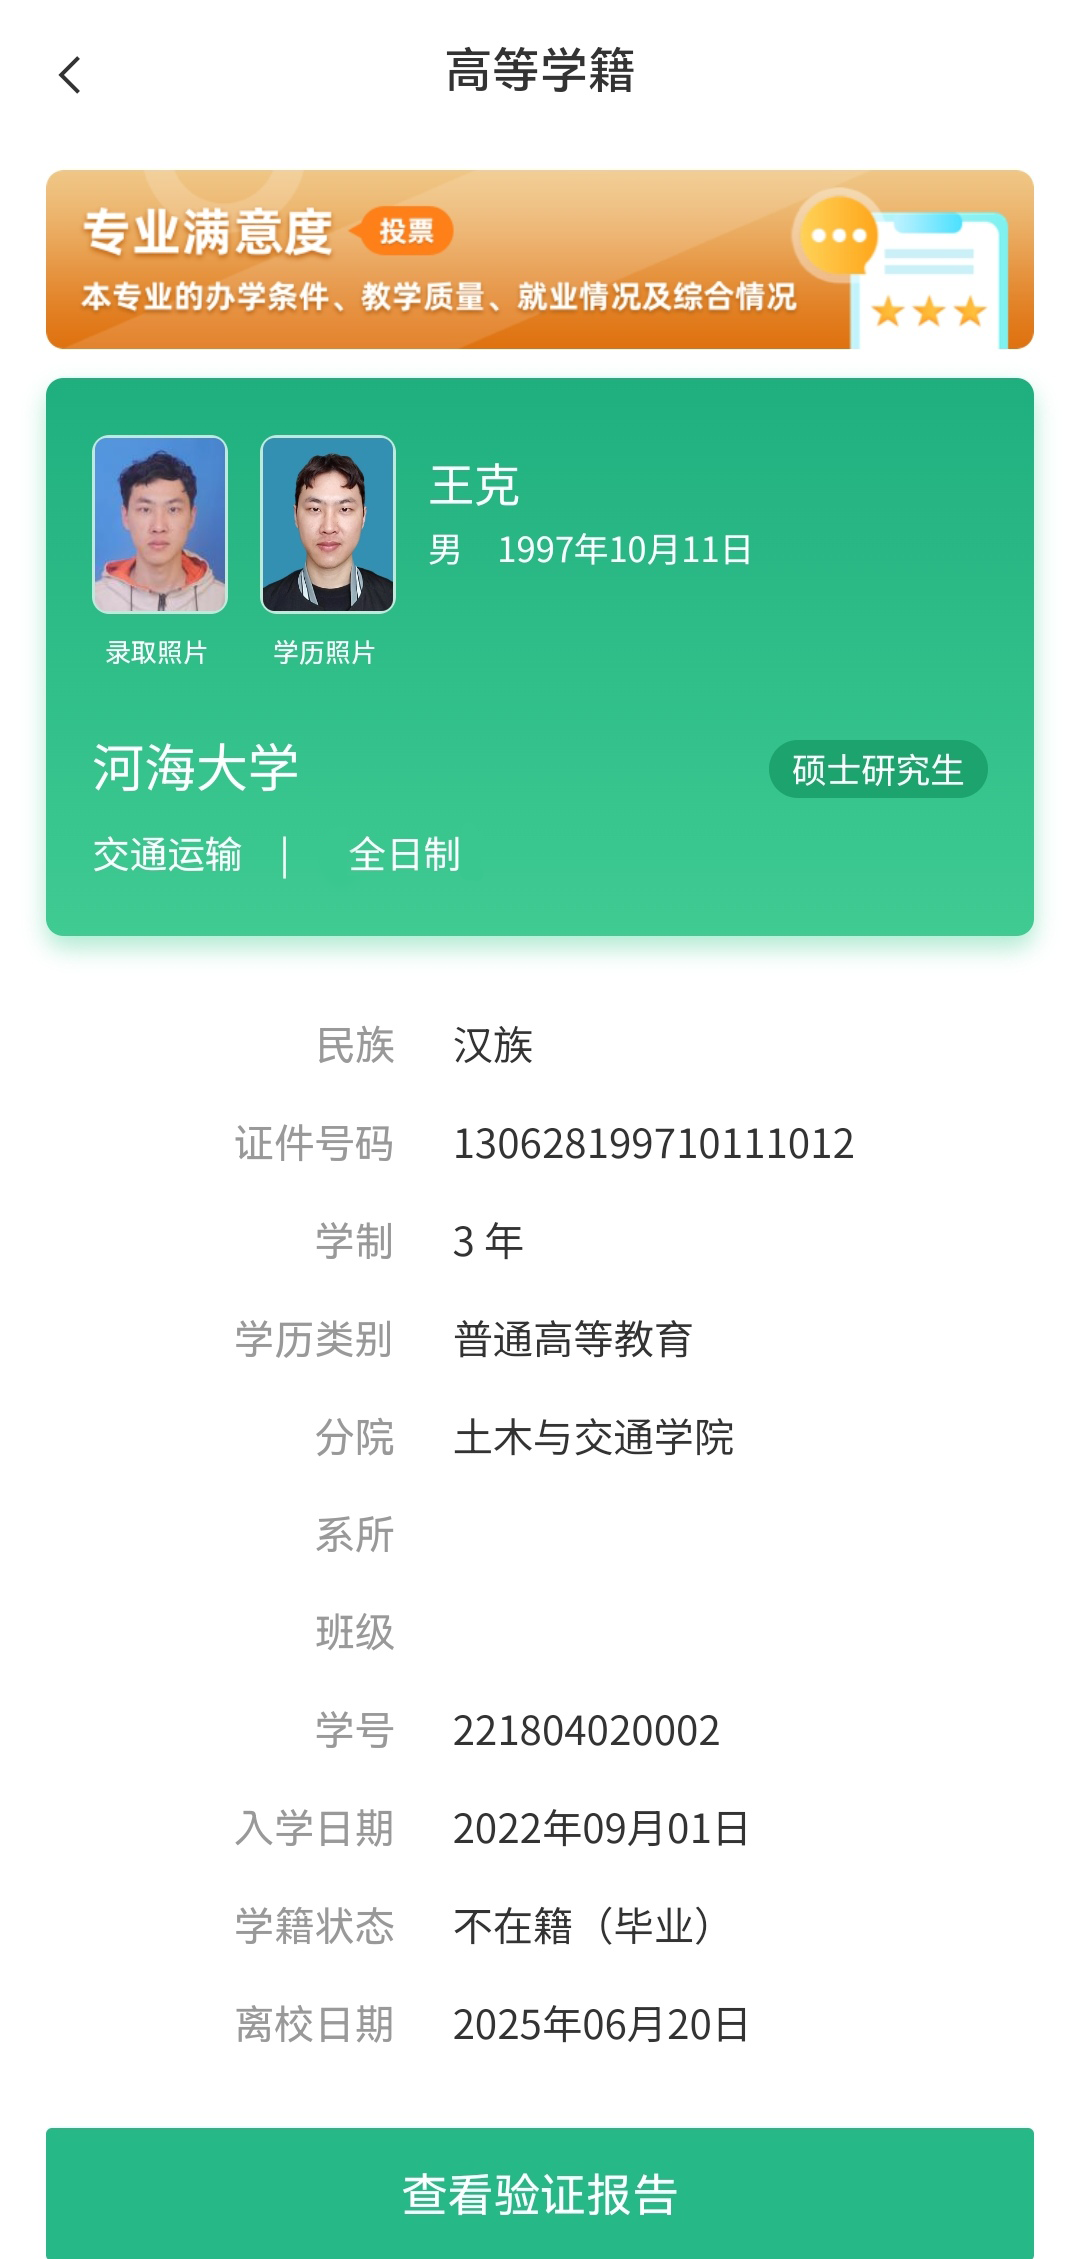 高等学籍
专业满意度 投票
本专业的办学条件、教学质量、就业情况及综合情况
王克
男 1997年10月11日
录取照片 学历照片
河海大学 硕士研究生
交通运输 | 全日制
民族 汉族
证件号码 130628199710111012
学制 3 年
学历类别 普通高等教育
分院 土木与交通学院
系所
班级
学号 221804020002
入学日期 2022年09月01日
学籍状态 不在籍（毕业）
离校日期 2025年06月20日
查看验证报告